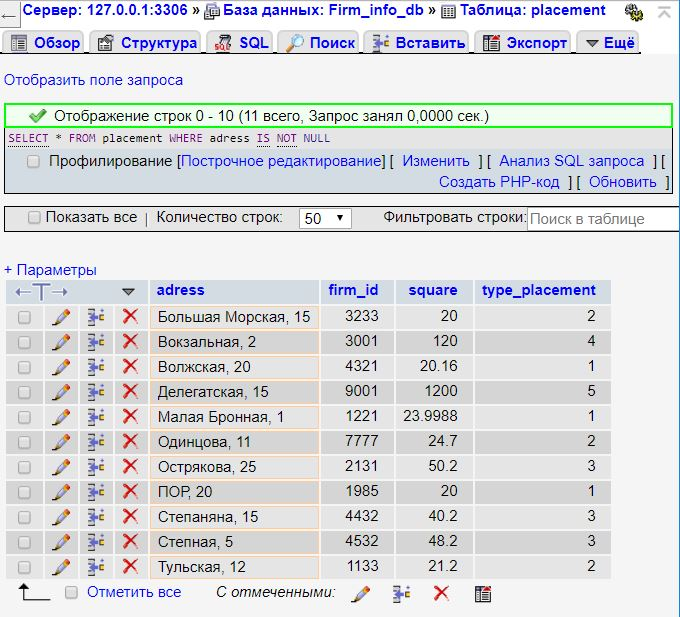 Сервер: 127.0.0.1:3306 » База данных: Firm_info_db » Таблица: placement
Обзор Структура SQL Поиск Вставить Экспорт Ещё
Отобразить поле запроса
Отображение строк 0 - 10 (11 всего, Запрос занял 0,0000 сек.)
SELECT * FROM placement WHERE adress IS NOT NULL
Профилирование [Построчное редактирование] [ Изменить ] [ Анализ SQL запроса ] [
Создать PHP-код ] [ Обновить ]
Показать все | Количество строк: 50 Фильтровать строки: Поиск в таблице
+ Параметры
←T→ adress firm_id square type_placement
Большая Морская, 15 3233 20 2
Вокзальная, 2 3001 120 4
Волжская, 20 4321 20.16 1
Делегатская, 15 9001 1200 5
Малая Бронная, 1 1221 23.9988 1
Одинцова, 11 7777 24.7 2
Острякова, 25 2131 50.2 3
ПОР, 20 1985 20 1
Степаняна, 15 4432 40.2 3
Степная, 5 4532 48.2 3
Тульская, 12 1133 21.2 2
Отметить все С отмеченными: